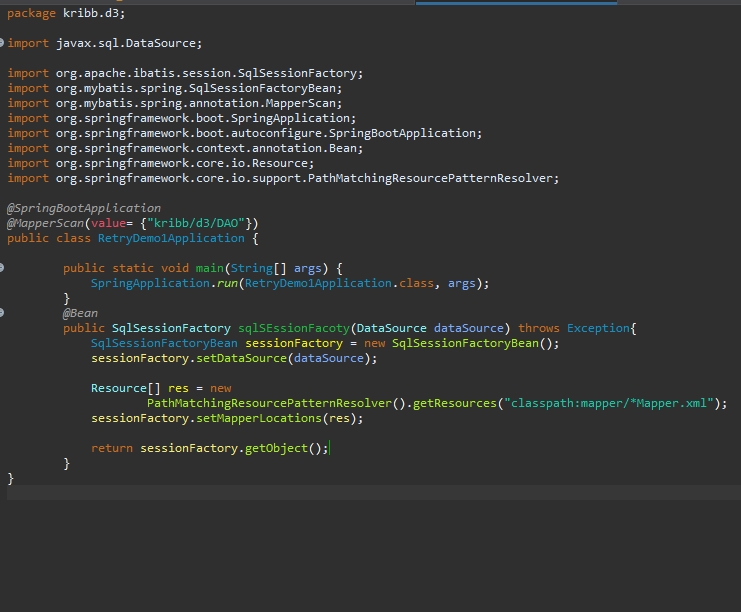 package kribb.d3;
import javax.sql.DataSource;
import org.apache.ibatis.session.SqlSessionFactory;
import org.mybatis.spring.SqlSessionFactoryBean;
import org.mybatis.spring.annotation.MapperScan;
import org.springframework.boot.SpringApplication;
import org.springframework.boot.autoconfigure.SpringBootApplication;
import org.springframework.context.annotation.Bean;
import org.springframework.core.io.Resource;
import org.springframework.core.io.support.PathMatchingResourcePatternResolver;
@SpringBootApplication
@MapperScan(value= {"kribb/d3/DAO"})
public class RetryDemo1Application {
public static void main(String[] args) {
SpringApplication.run(RetryDemo1Application.class, args);
}
@Bean
public SqlSessionFactory sqlSEssionFacoty(DataSource dataSource) throws Exception{
SqlSessionFactoryBean sessionFactory = new SqlSessionFactoryBean();
sessionFactory.setDataSource(dataSource);
Resource[] res = new
PathMatchingResourcePatternResolver().getResources("classpath:mapper/*Mapper.xml");
sessionFactory.setMapperLocations(res);
return sessionFactory.getObject();
}
}